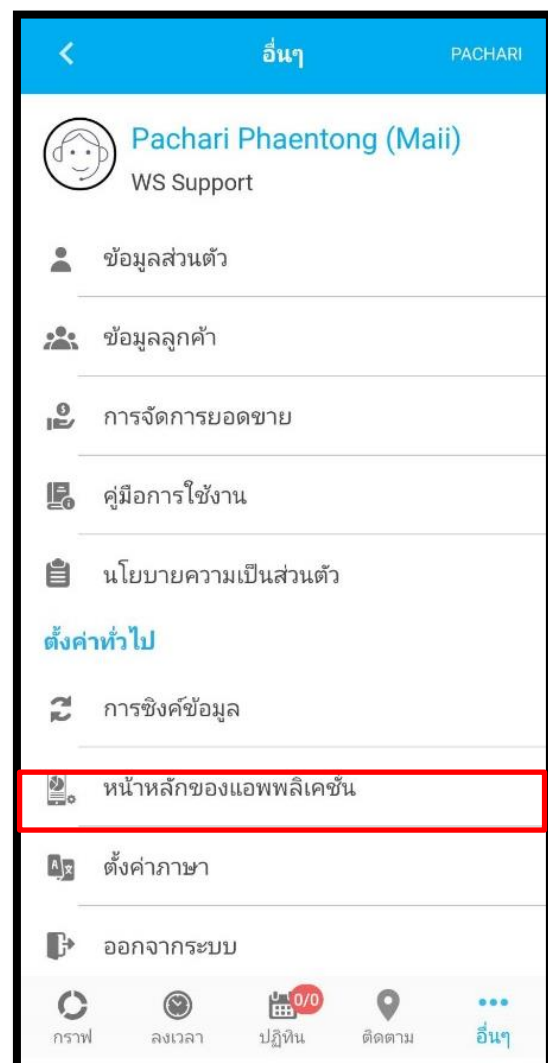 อื่นๆ
PACHARI
Pachari Phaentong (Maii)
WS Support
ข้อมูลส่วนตัว
ข้อมูลลูกค้า
การจัดการยอดขาย
คู่มือการใช้งาน
นโยบายความเป็นส่วนตัว
ตั้งค่าทั่วไป
การซิงค์ข้อมูล
หน้าหลักของแอพพลิเคชั่น
ตั้งค่าภาษา
ออกจากระบบ
0/0
กราฟ ลงเวลา ปฏิทิน ติดตาม อื่นๆ